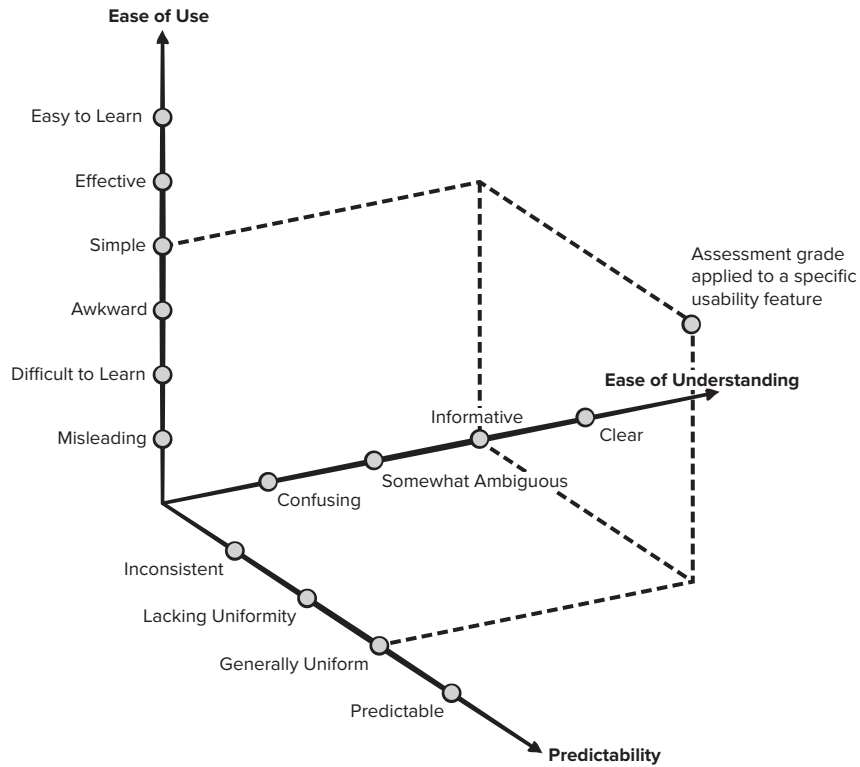 Ease of Use
Easy to Learn
Effective
Simple
Awkward
Difficult to Learn
Misleading
Assessment grade
applied to a specific
usability feature
Ease of Understanding
Informative
Clear
Somewhat Ambiguous
Confusing
Inconsistent
Lacking Uniformity
Generally Uniform
Predictable
Predictability